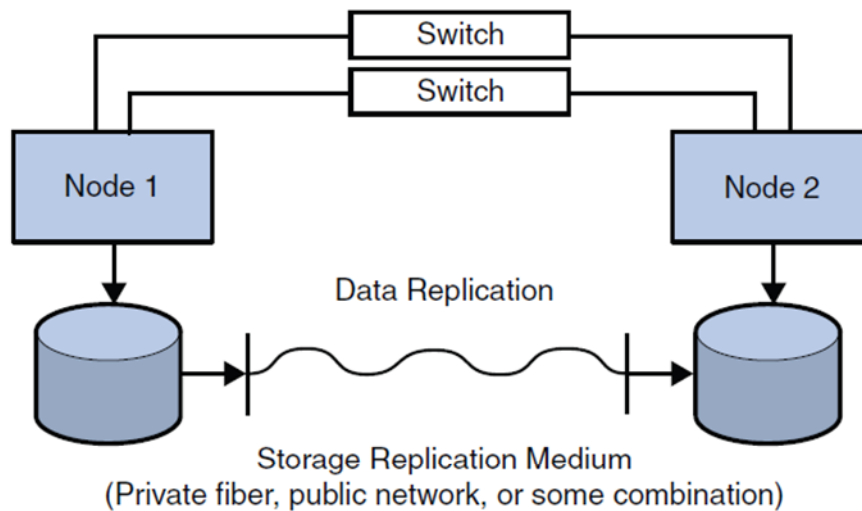 Switch
Switch
Node 1
Node 2
Data Replication
Storage Replication Medium
(Private fiber, public network, or some combination)